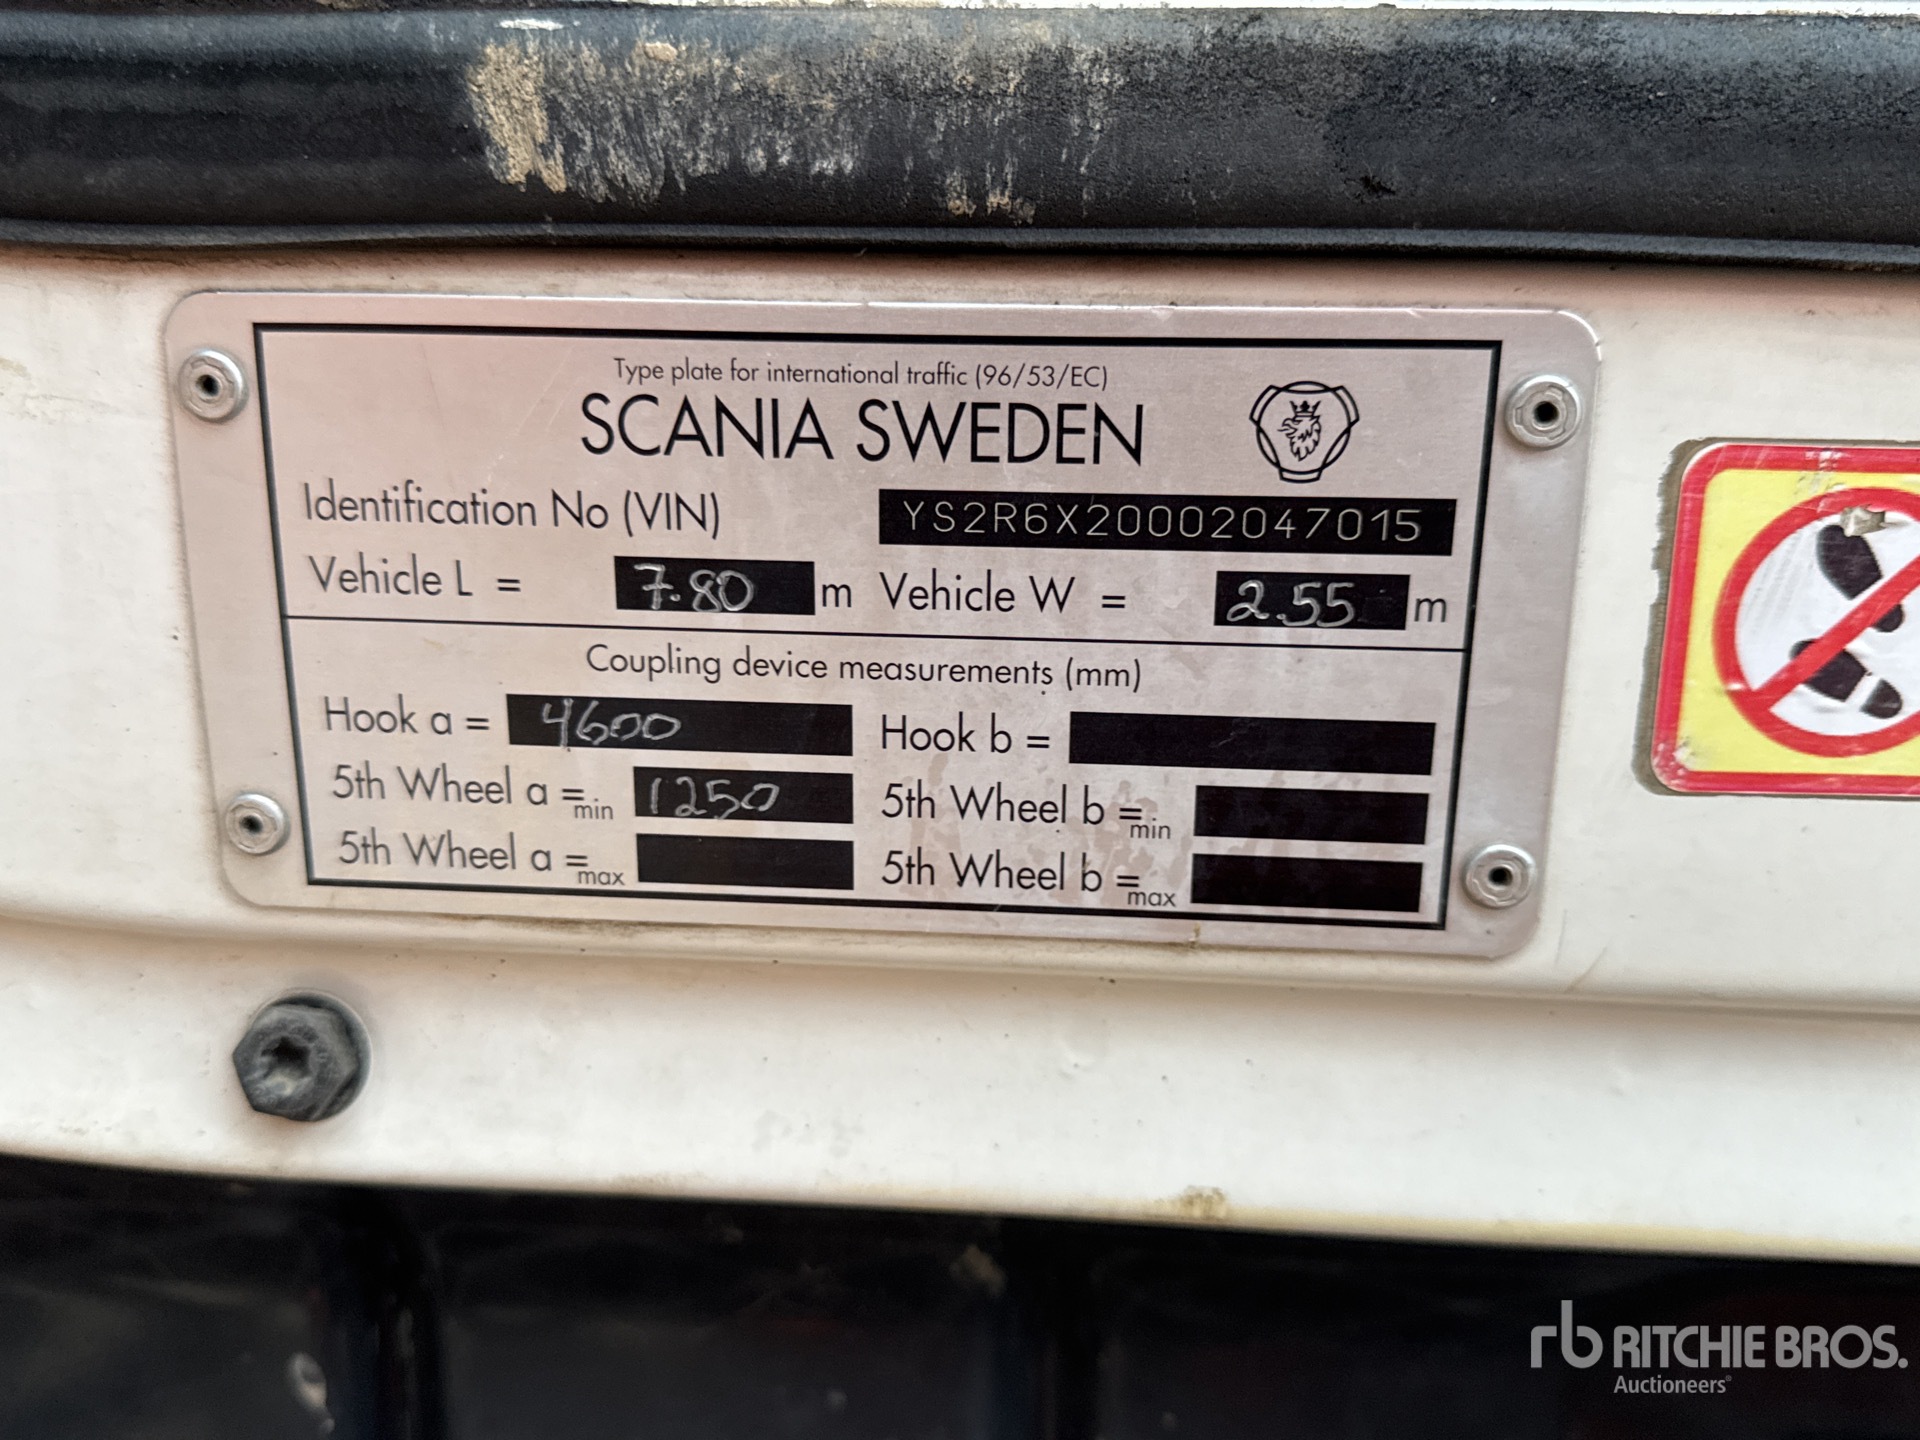 Type plate for international traffic (96/53/EC)
SCANIA SWEDEN
Identification No (VIN) YS2R6X20002047015
Vehicle L = 7.80 m Vehicle W = 2.55 m
Coupling device measurements (mm)
Hook a = 4600 Hook b =
5th Wheel a = min 1250 5th Wheel b = min
5th Wheel a = max 5th Wheel b = max
rb RITCHIE BROS.
Auctioneers®